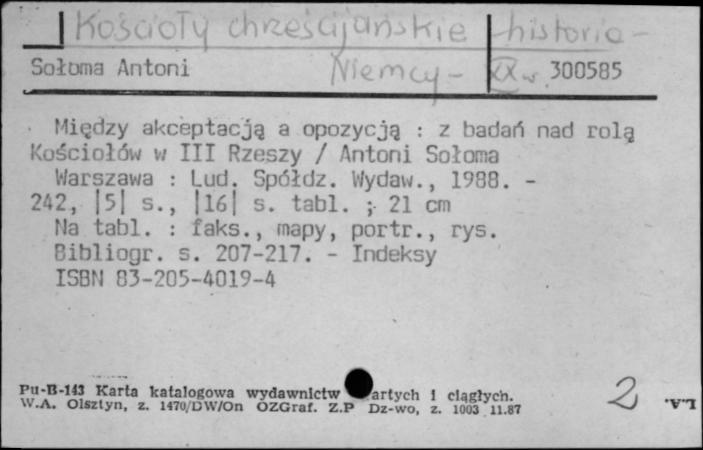 Kościoły chrześcijańskie - historia -
Sołoma Antoni Niemcy - XX w. 300585
Między akceptacją a opozycją : z badań nad rolą
Kościołów w III Rzeszy / Antoni Sołoma
Warszawa : Lud. Spółdz. Wydaw., 1988. -
242, |5| s., |16| s. tabl. ; 21 cm
Na tabl. : faks., mapy, portr., rys.
Bibliogr. s. 207-217. - Indeksy
ISBN 83-205-4019-4
Pu-B-143 Karta katalogowa wydawnictw artych i ciągłych.
W.A. Olsztyn, z. 1470/DW/On OZGraf. Z.P Dz-wo, z. 1003 11.87
2